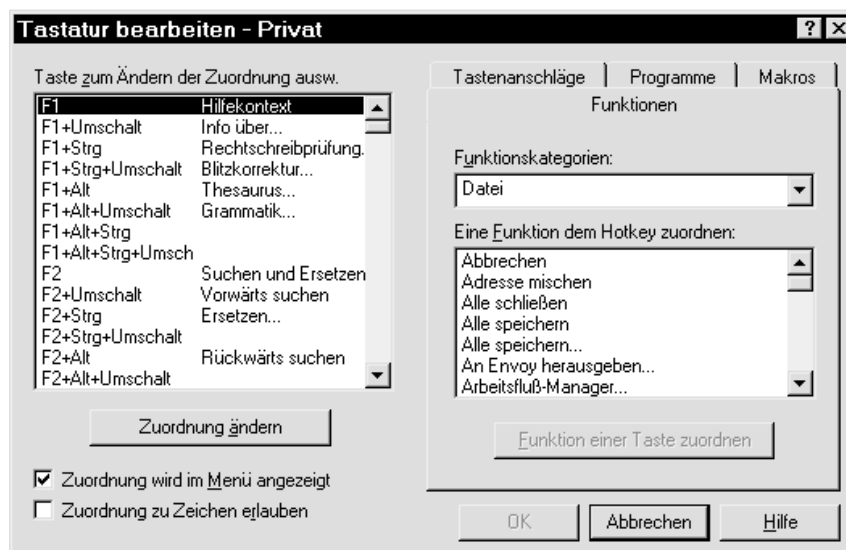 Tastatur bearbeiten - Privat
Taste zum Ändern der Zuordnung ausw.
F1 Hilfekontext
F1+Umschalt Info über...
F1+Strg Rechtschreibprüfung.
F1+Strg+Umschalt Blitzkorrektur...
F1+Alt Thesaurus...
F1+Alt+Umschalt Grammatik...
F1+Alt+Strg
F1+Alt+Strg+Umsch
F2 Suchen und Ersetzen
F2+Umschalt Vorwärts suchen
F2+Strg Ersetzen...
F2+Strg+Umschalt
F2+Alt Rückwärts suchen
F2+Alt+Umschalt
Zuordnung ändern
Zuordnung wird im Menü angezeigt
Zuordnung zu Zeichen erlauben
Tastenanschläge Programme Makros
Funktionen
Funktionskategorien:
Datei
Eine Funktion dem Hotkey zuordnen:
Abbrechen
Adresse mischen
Alle schließen
Alle speichern
Alle speichern...
An Envoy herausgeben...
Arbeitsfluß-Manager...
Funktion einer Taste zuordnen
OK Abbrechen Hilfe